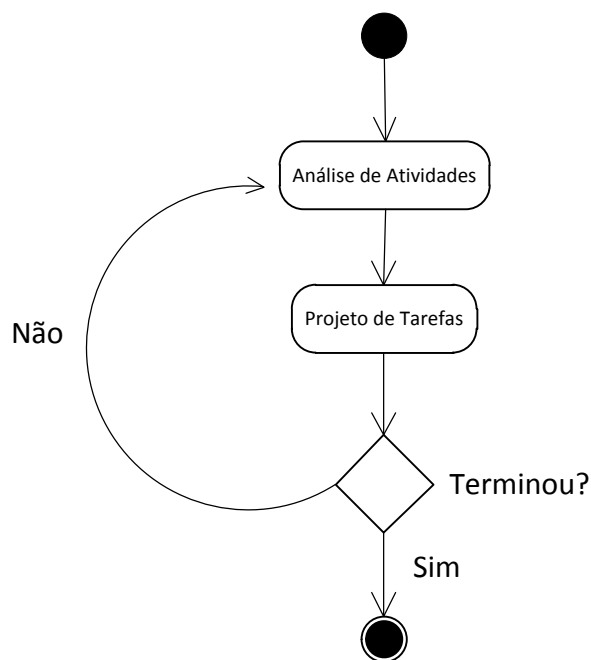 Análise de Atividades
Projeto de Tarefas
Não
Terminou?
Sim